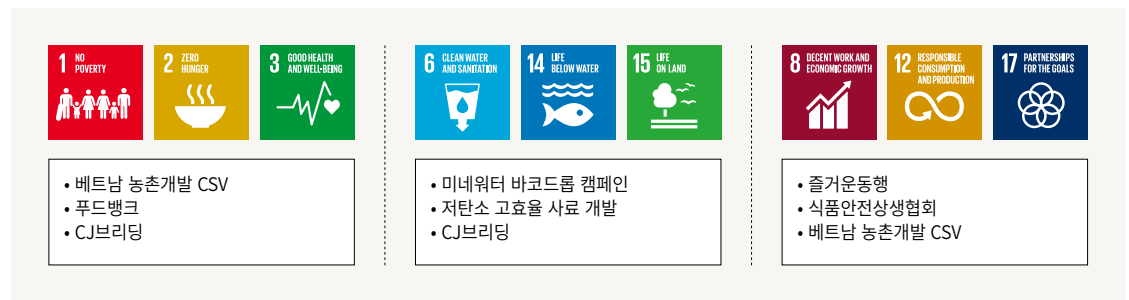 1 NO
POVERTY
2 ZERO
HUNGER
3 GOOD HEALTH
AND WELL-BEING
• 베트남 농촌개발 CSV
• 푸드뱅크
• CJ브리딩
6 CLEAN WATER
AND SANITATION
14 LIFE
BELOW WATER
15 LIFE
ON LAND
• 미네워터 바코드롭 캠페인
• 저탄소 고효율 사료 개발
• CJ브리딩
8 DECENT WORK AND
ECONOMIC GROWTH
12 RESPONSIBLE
CONSUMPTION
AND PRODUCTION
17 PARTNERSHIPS
FOR THE GOALS
• 즐거운동행
• 식품안전상생협회
• 베트남 농촌개발 CSV